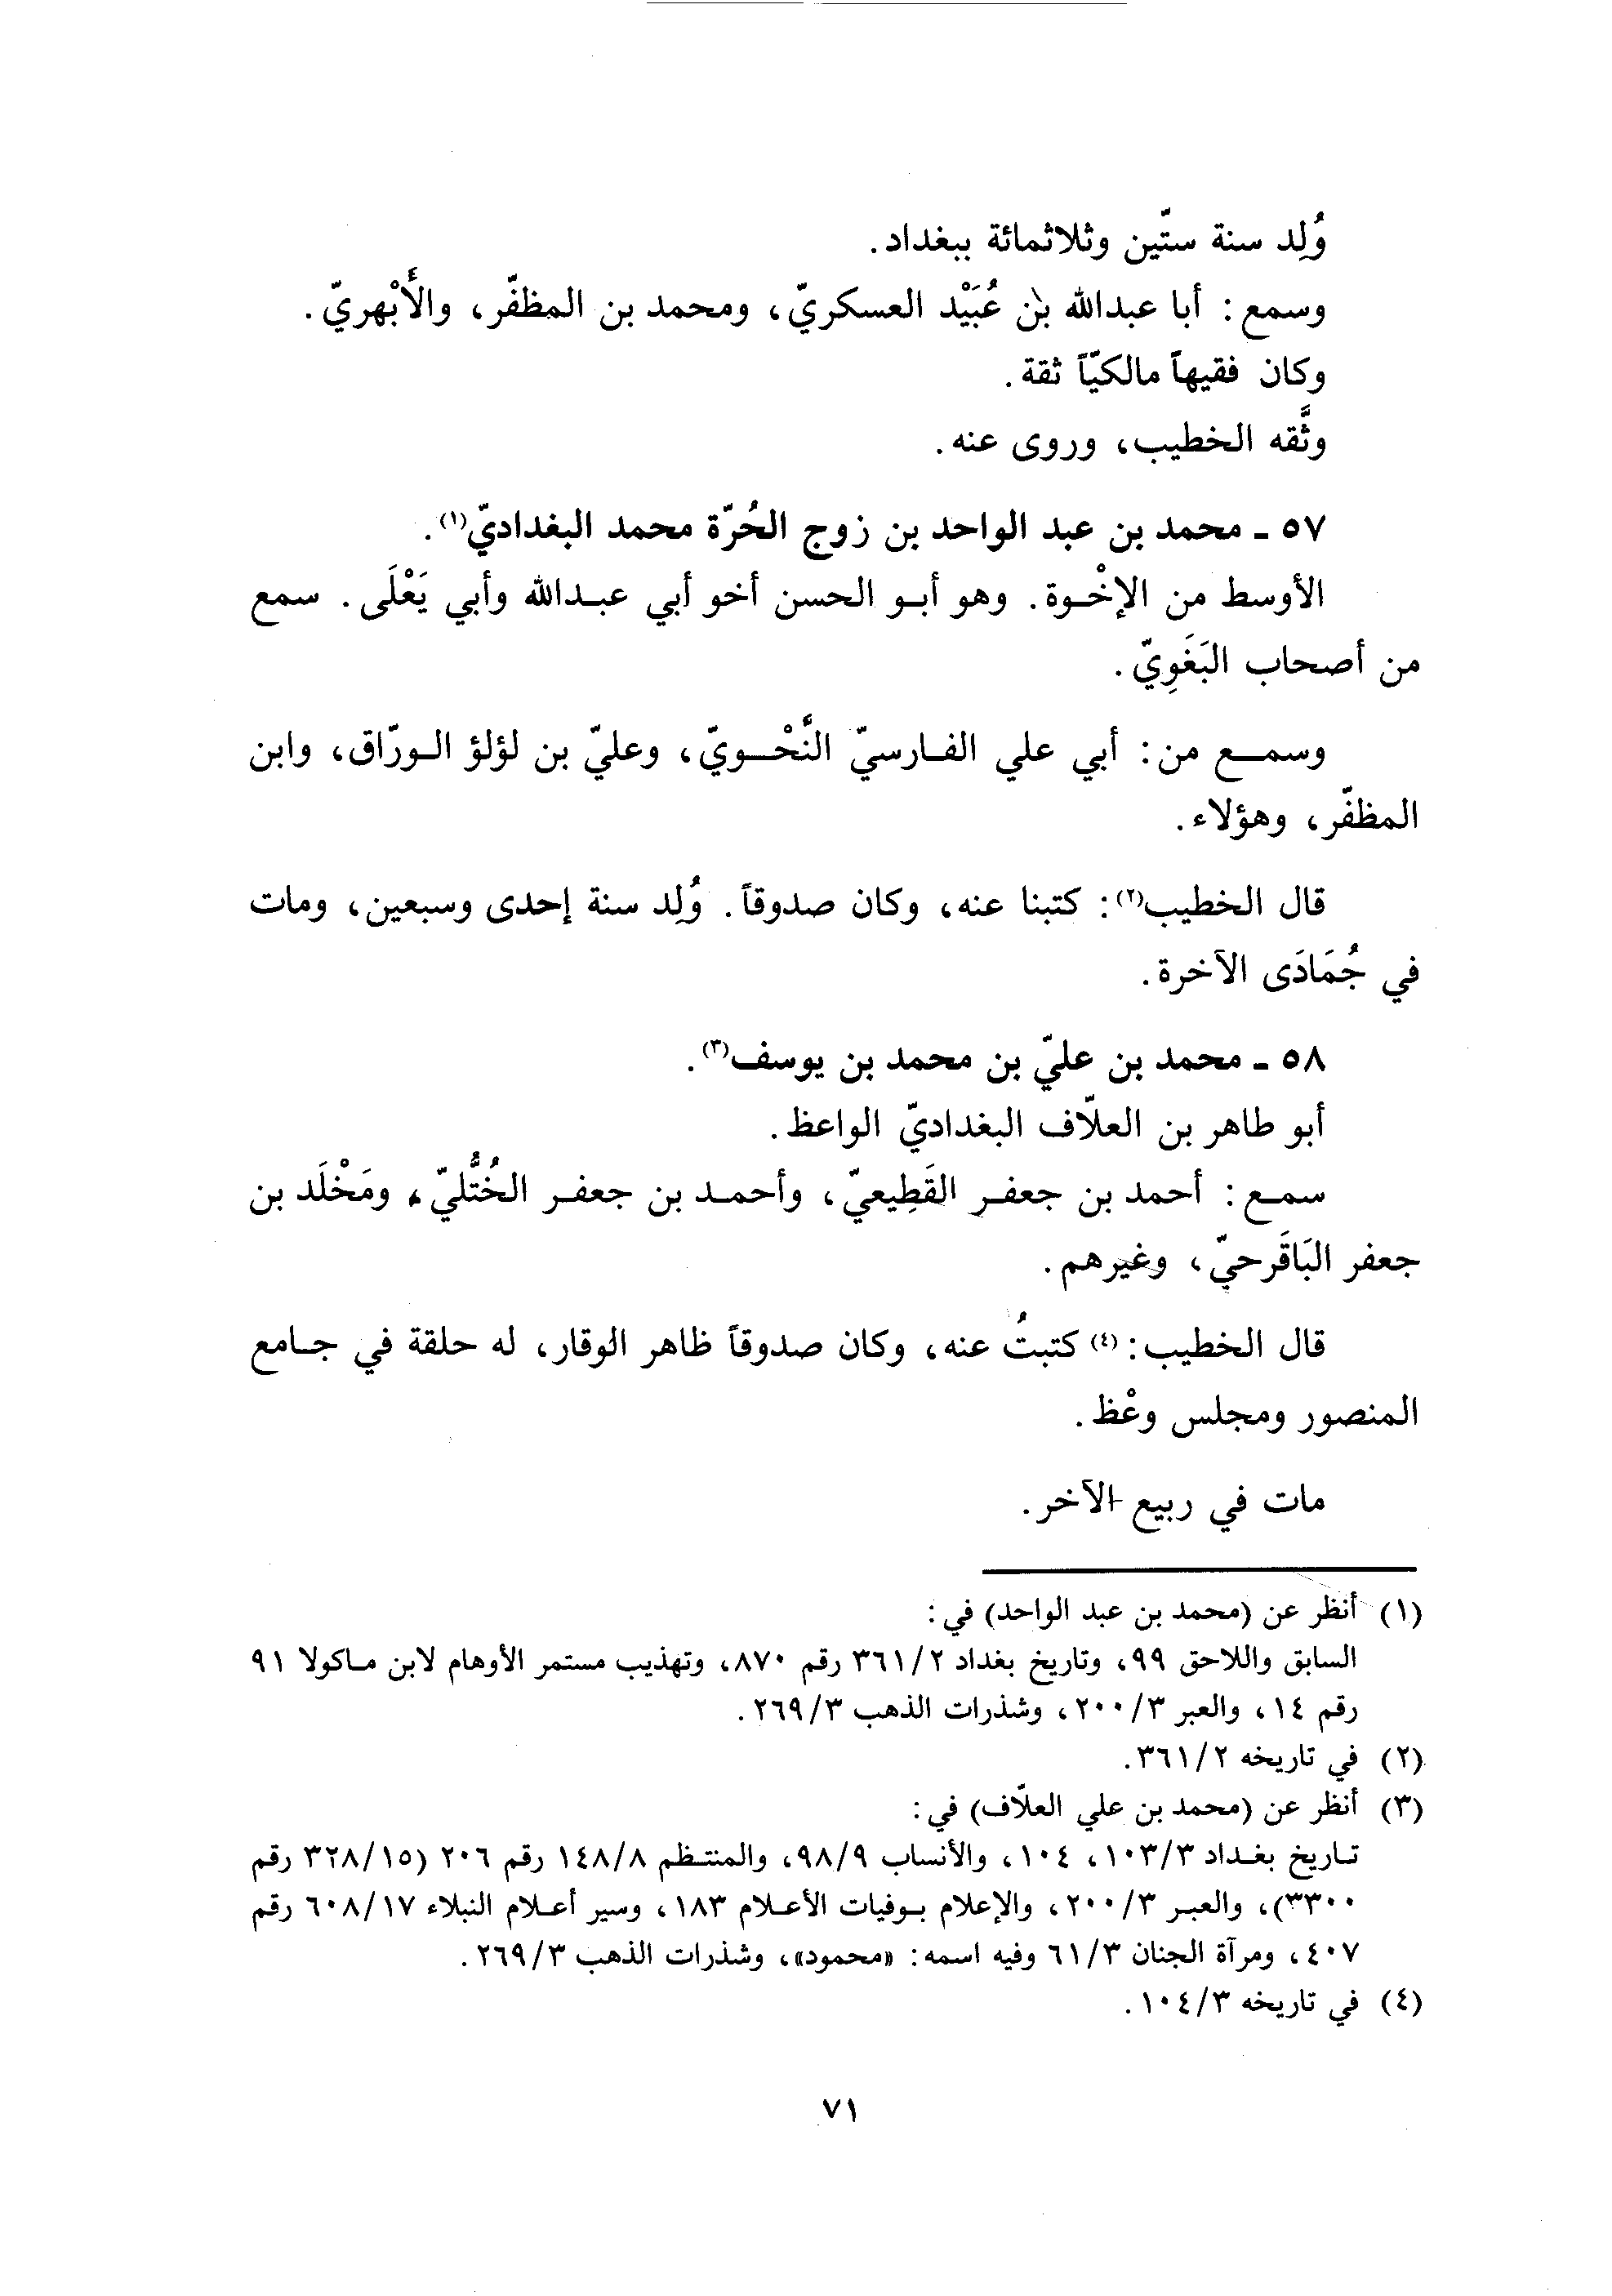 وُلِد سنة ستّين وثلاثمائة ببغداد.
وسمع: أبا عبدالله بن عُبَيْد العسكريّ، ومحمد بن المظفّر، والأَبْهريّ.
وكان فقيهاً مالكيّاً ثقة.
وثَّقه الخطيب، وروى عنه.
٥٧ ـ محمد بن عبد الواحد بن زوج الحُرّة محمد البغداديّ(١).
الأوسط من الإخْوة. وهو أبو الحسن أخو أبي عبدالله وأبي يَعْلَى. سمع
من أصحاب البَغَوِيّ.
وسمع من: أبي علي الفارسيّ النَّحْويّ، وعليّ بن لؤلؤ الورّاق، وابن
المظفّر، وهؤلاء.
قال الخطيب(٢): كتبنا عنه، وكان صدوقاً. وُلِد سنة إحدى وسبعين، ومات
في جُمَادَى الآخرة.
٥٨ ـ محمد بن عليّ بن محمد بن يوسف(٣).
أبو طاهر بن العلّاف البغداديّ الواعظ.
سمع: أحمد بن جعفر القَطِيعيّ، وأحمد بن جعفر الخُتُّليّ، ومَخْلَد بن
جعفر البَاقَرحيّ، وغيرهم.
قال الخطيب:(٤) كتبتُ عنه، وكان صدوقاً ظاهر الوقار، له حلقة في جامع
المنصور ومجلس وعْظ.
مات في ربيع الآخر.
(١) أنظر عن (محمد بن عبد الواحد) في:
السابق واللاحق ٩٩، وتاريخ بغداد ٣٦١/٢ رقم ٨٧٠، وتهذيب مستمر الأوهام لابن ماكولا ٩١
رقم ١٤، والعبر ٢٠٠/٣، وشذرات الذهب ٢٦٩/٣.
(٢) في تاريخه ٣٦١/٢.
(٣) أنظر عن (محمد بن علي العلّاف) في:
تاريخ بغداد ١٠٣/٣، ١٠٤، والأنساب ٩٨/٩، والمنتظم ١٤٨/٨ رقم ٢٠٦ (٣٢٨/١٥ رقم
٣٣٠٠)، والعبر ٢٠٠/٣، والإعلام بوفيات الأعلام ١٨٣، وسير أعلام النبلاء ٦٠٨/١٧ رقم
٤٠٧، ومرآة الجنان ٦١/٣ وفيه اسمه: «محمود»، وشذرات الذهب ٢٦٩/٣.
(٤) في تاريخه ١٠٤/٣.
٧١